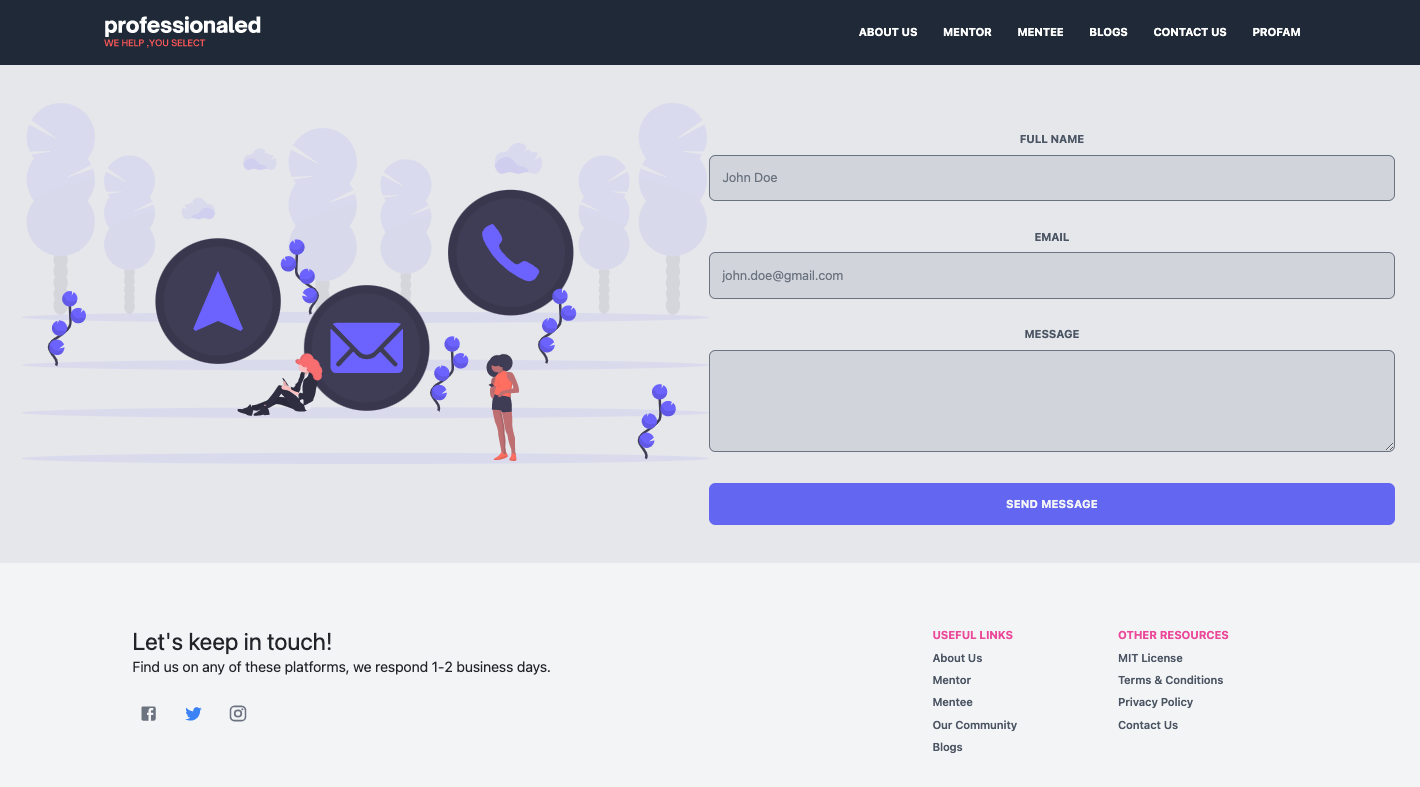 professionaled
WE HELP ,YOU SELECT
ABOUT US MENTOR MENTEE BLOGS CONTACT US PROFAM
FULL NAME
John Doe
EMAIL
john.doe@gmail.com
MESSAGE
SEND MESSAGE
Let's keep in touch!
Find us on any of these platforms, we respond 1-2 business days.
USEFUL LINKS
About Us
Mentor
Mentee
Our Community
Blogs
OTHER RESOURCES
MIT License
Terms & Conditions
Privacy Policy
Contact Us